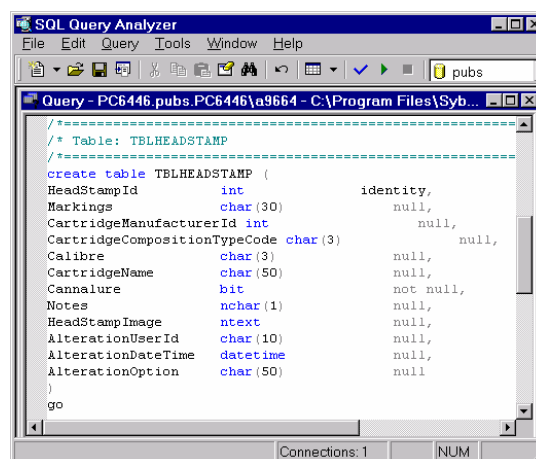 SQL Query Analyzer
File Edit Query Tools Window Help
pubs
Query - PC6446.pubs.PC6446\a9664 - C:\Program Files\Syb...
/*==========================================================
/* Table: TBLHEADSTAMP
/*==========================================================
create table TBLHEADSTAMP (
HeadStampId int identity,
Markings char(30) null,
CartridgeManufacturerId int null,
CartridgeCompositionTypeCode char(3) null,
Calibre char(3) null,
CartridgeName char(50) null,
Cannalure bit not null,
Notes nchar(1) null,
HeadStampImage ntext null,
AlterationUserId char(10) null,
AlterationDateTime datetime null,
AlterationOption char(50) null
)
go
Connections: 1 NUM